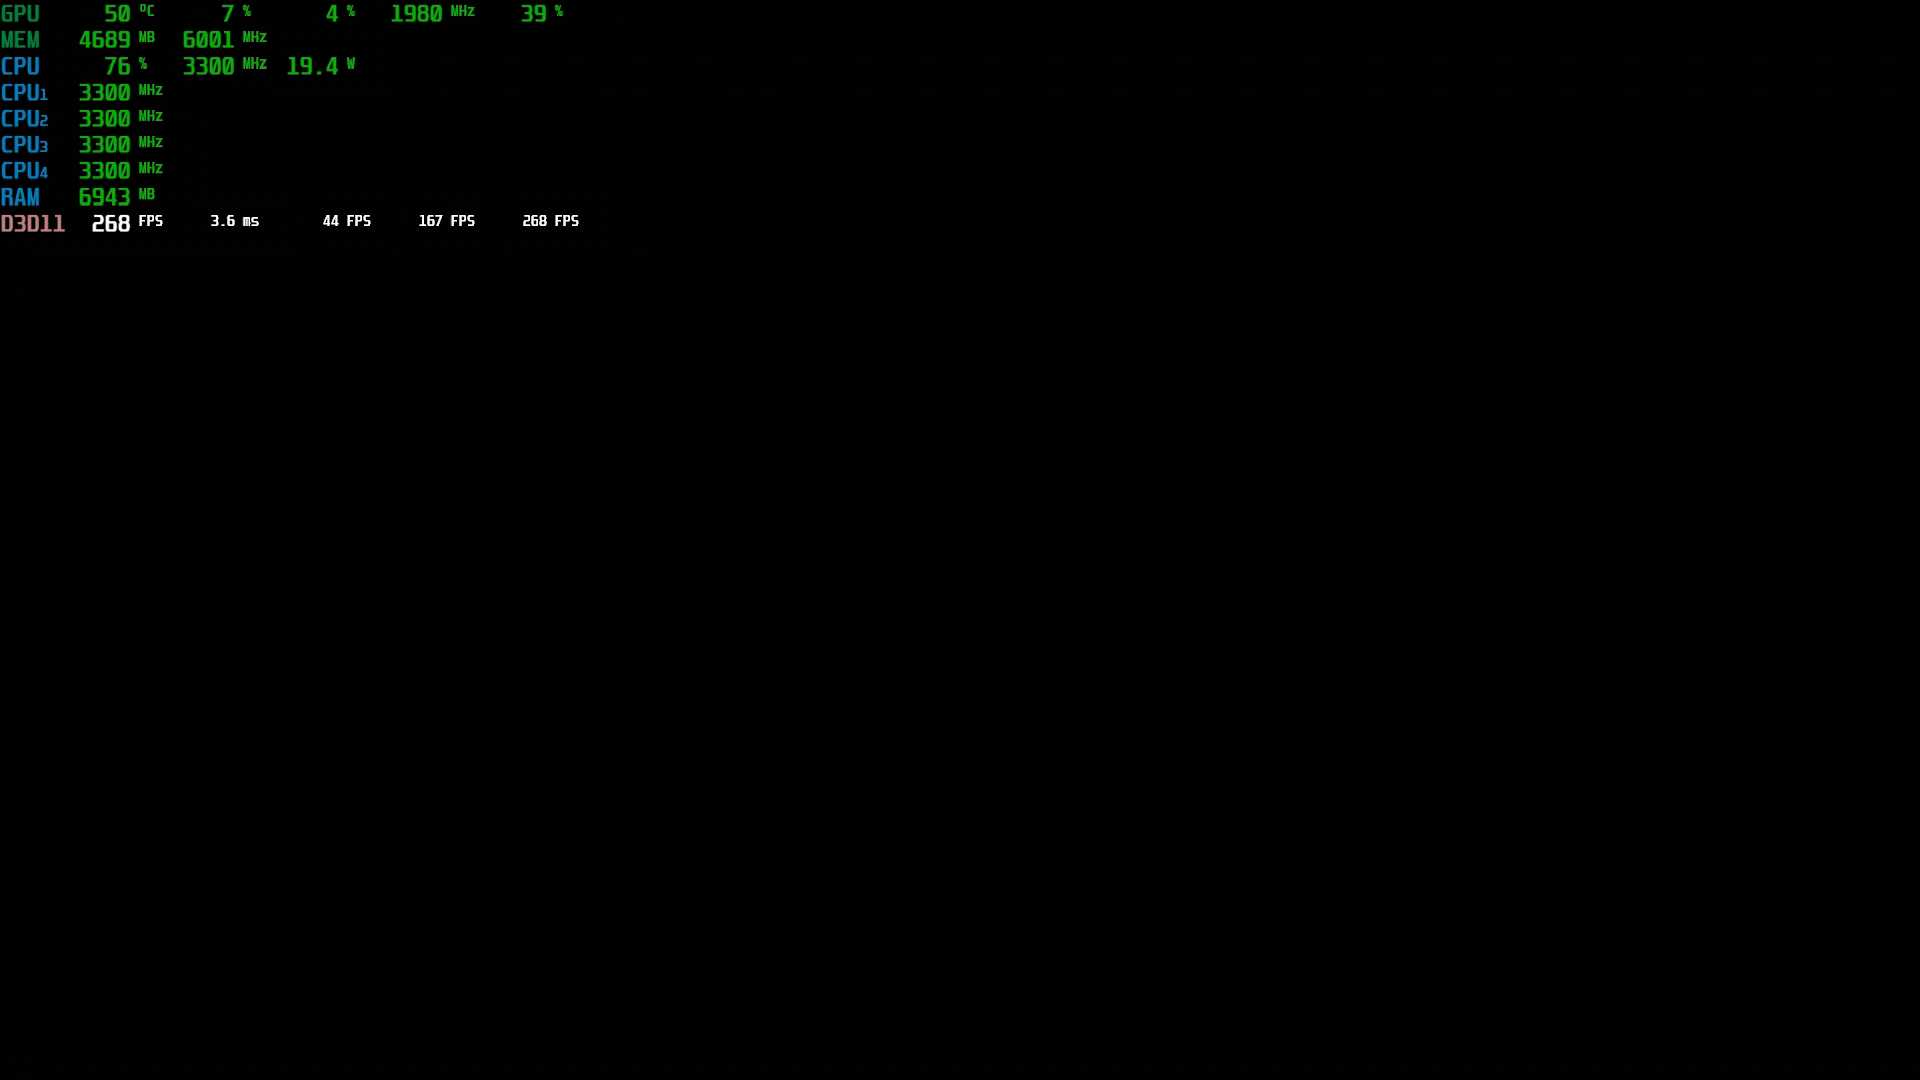 GPU 50 °C 7 % 4 % 1980 MHz 39 %
MEM 4689 MB 6001 MHz
CPU 76 % 3300 MHz 19.4 W
CPU1 3300 MHz
CPU2 3300 MHz
CPU3 3300 MHz
CPU4 3300 MHz
RAM 6943 MB
D3D11 268 FPS 3.6 ms 44 FPS 167 FPS 268 FPS